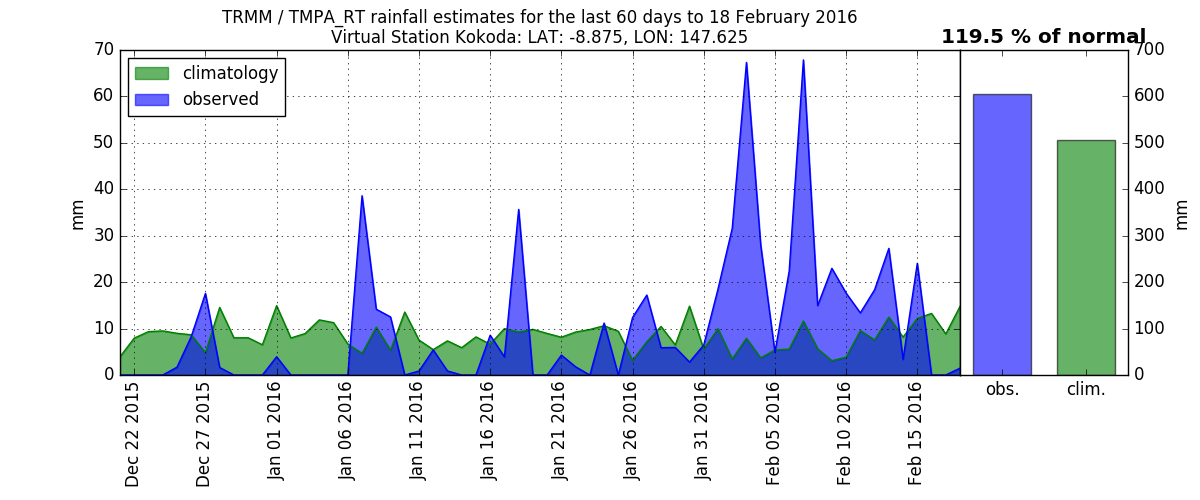 TRMM / TMPA_RT rainfall estimates for the last 60 days to 18 February 2016
Virtual Station Kokoda: LAT: -8.875, LON: 147.625
119.5 % of normal
climatology
observed
70
60
50
40
30
20
10
0
mm
Dec 22 2015
Dec 27 2015
Jan 01 2016
Jan 06 2016
Jan 11 2016
Jan 16 2016
Jan 21 2016
Jan 26 2016
Jan 31 2016
Feb 05 2016
Feb 10 2016
Feb 15 2016
700
600
500
400
300
200
100
0
mm
obs.
clim.